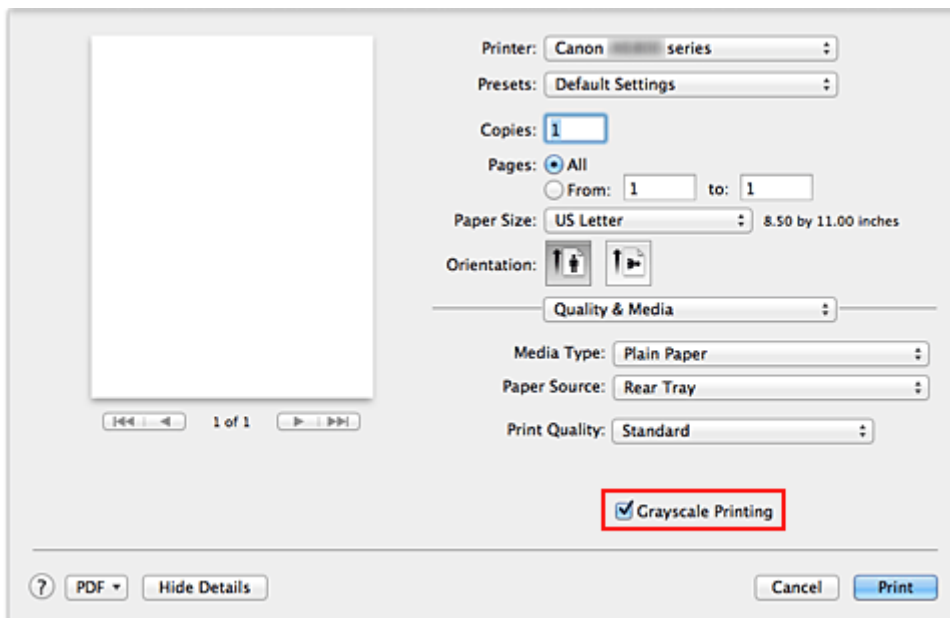 Printer: Canon series
Presets: Default Settings
Copies: 1
Pages: All
From: 1 to: 1
Paper Size: US Letter 8.50 by 11.00 inches
Orientation:
Quality & Media
Media Type: Plain Paper
Paper Source: Rear Tray
1 of 1
Print Quality: Standard
Grayscale Printing
? PDF Hide Details Cancel Print